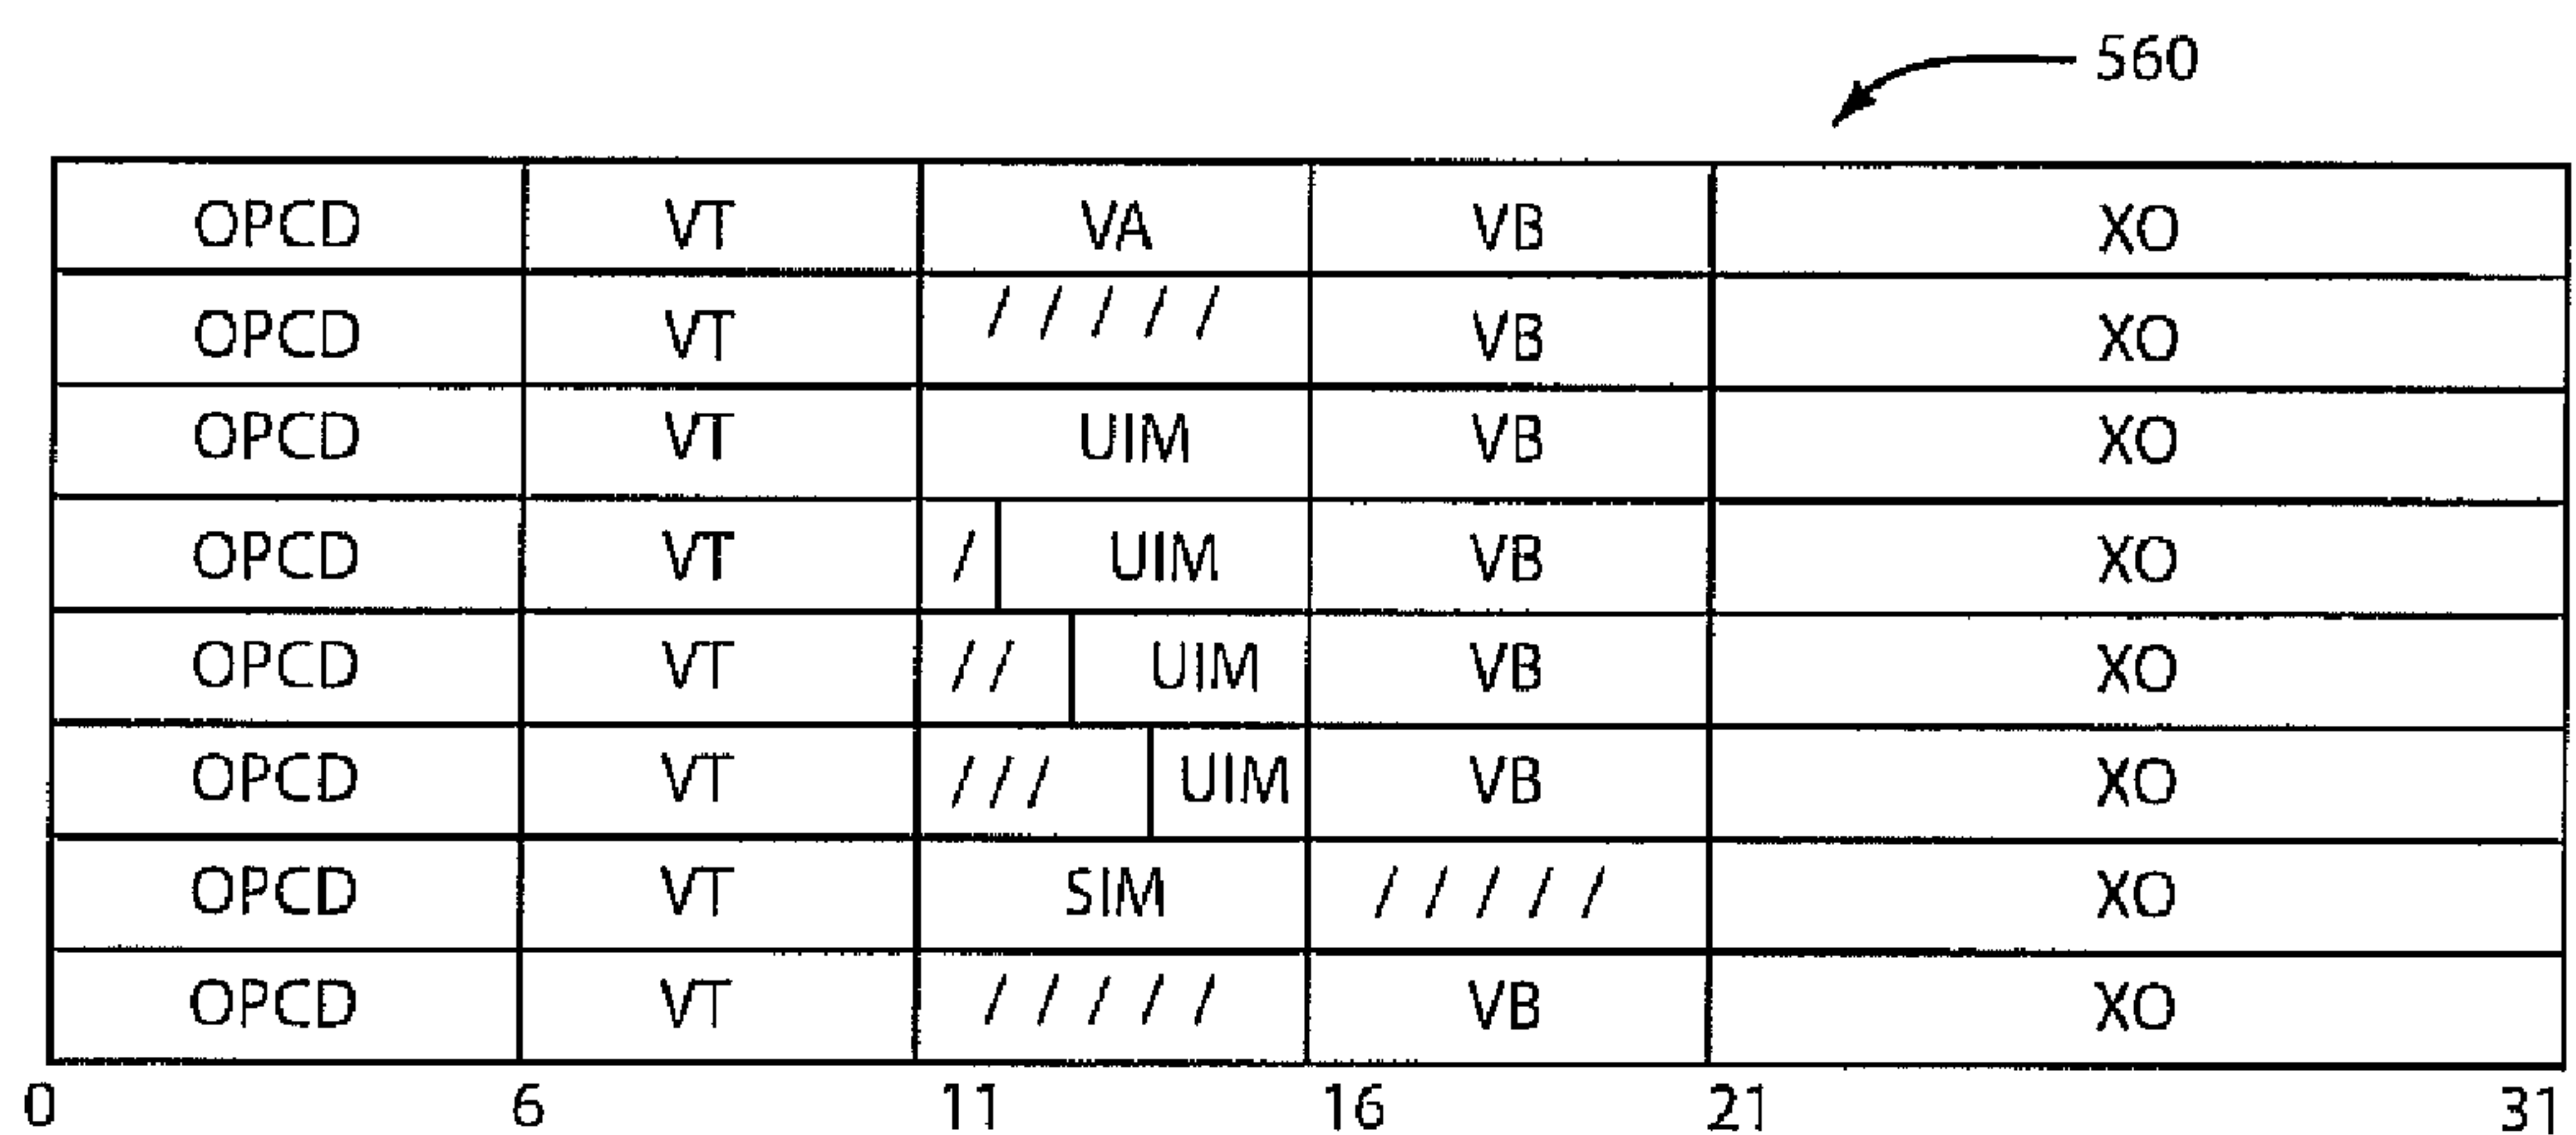 560
OPCD VT VA VB XO
OPCD VT / / / / / VB XO
OPCD VT UIM VB XO
OPCD VT / UIM VB XO
OPCD VT / / UIM VB XO
OPCD VT / / / UIM VB XO
OPCD VT SIM / / / / / XO
OPCD VT / / / / / VB XO
0 6 11 16 21 31